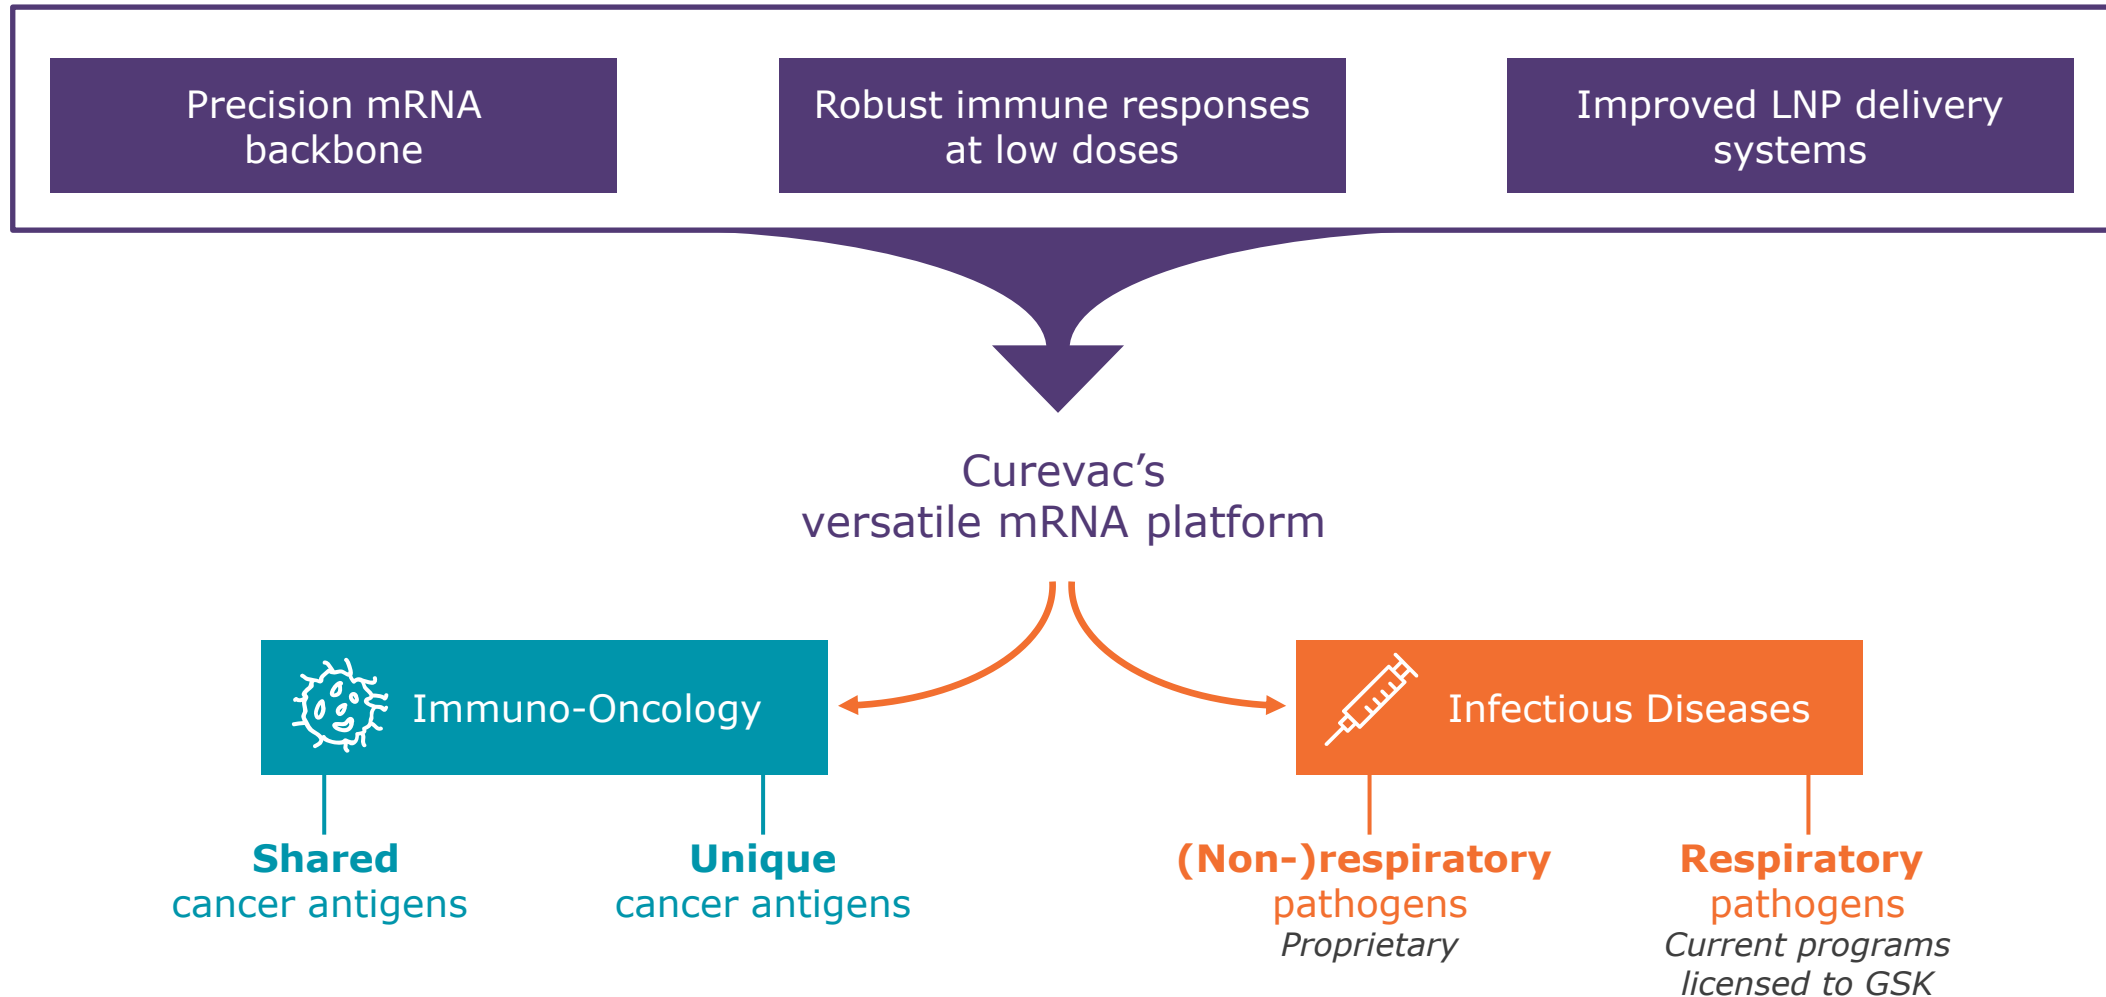 Precision mRNA
backbone
Robust immune responses
at low doses
Improved LNP delivery
systems
Curevac’s
versatile mRNA platform
Immuno-Oncology
Infectious Diseases
Shared
cancer antigens
Unique
cancer antigens
(Non-)respiratory
pathogens
Proprietary
Respiratory
pathogens
Current programs
licensed to GSK